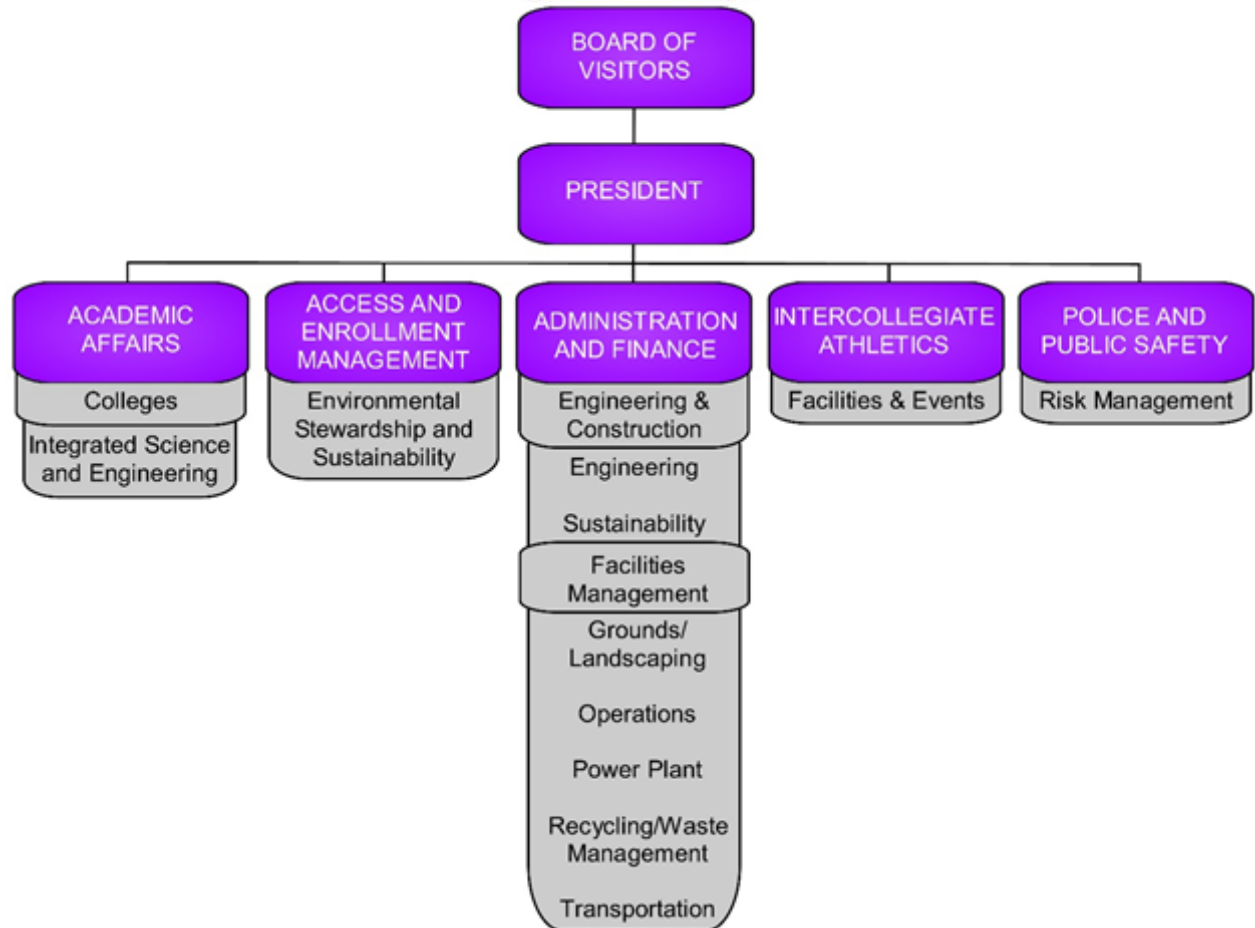 BOARD OF
VISITORS
PRESIDENT
ACADEMIC
AFFAIRS
Colleges
Integrated Science
and Engineering
ACCESS AND
ENROLLMENT
MANAGEMENT
Environmental
Stewardship and
Sustainability
ADMINISTRATION
AND FINANCE
Engineering &
Construction
Engineering
Sustainability
Facilities
Management
Grounds/
Landscaping
Operations
Power Plant
Recycling/Waste
Management
Transportation
INTERCOLLEGIATE
ATHLETICS
Facilities & Events
POLICE AND
PUBLIC SAFETY
Risk Management